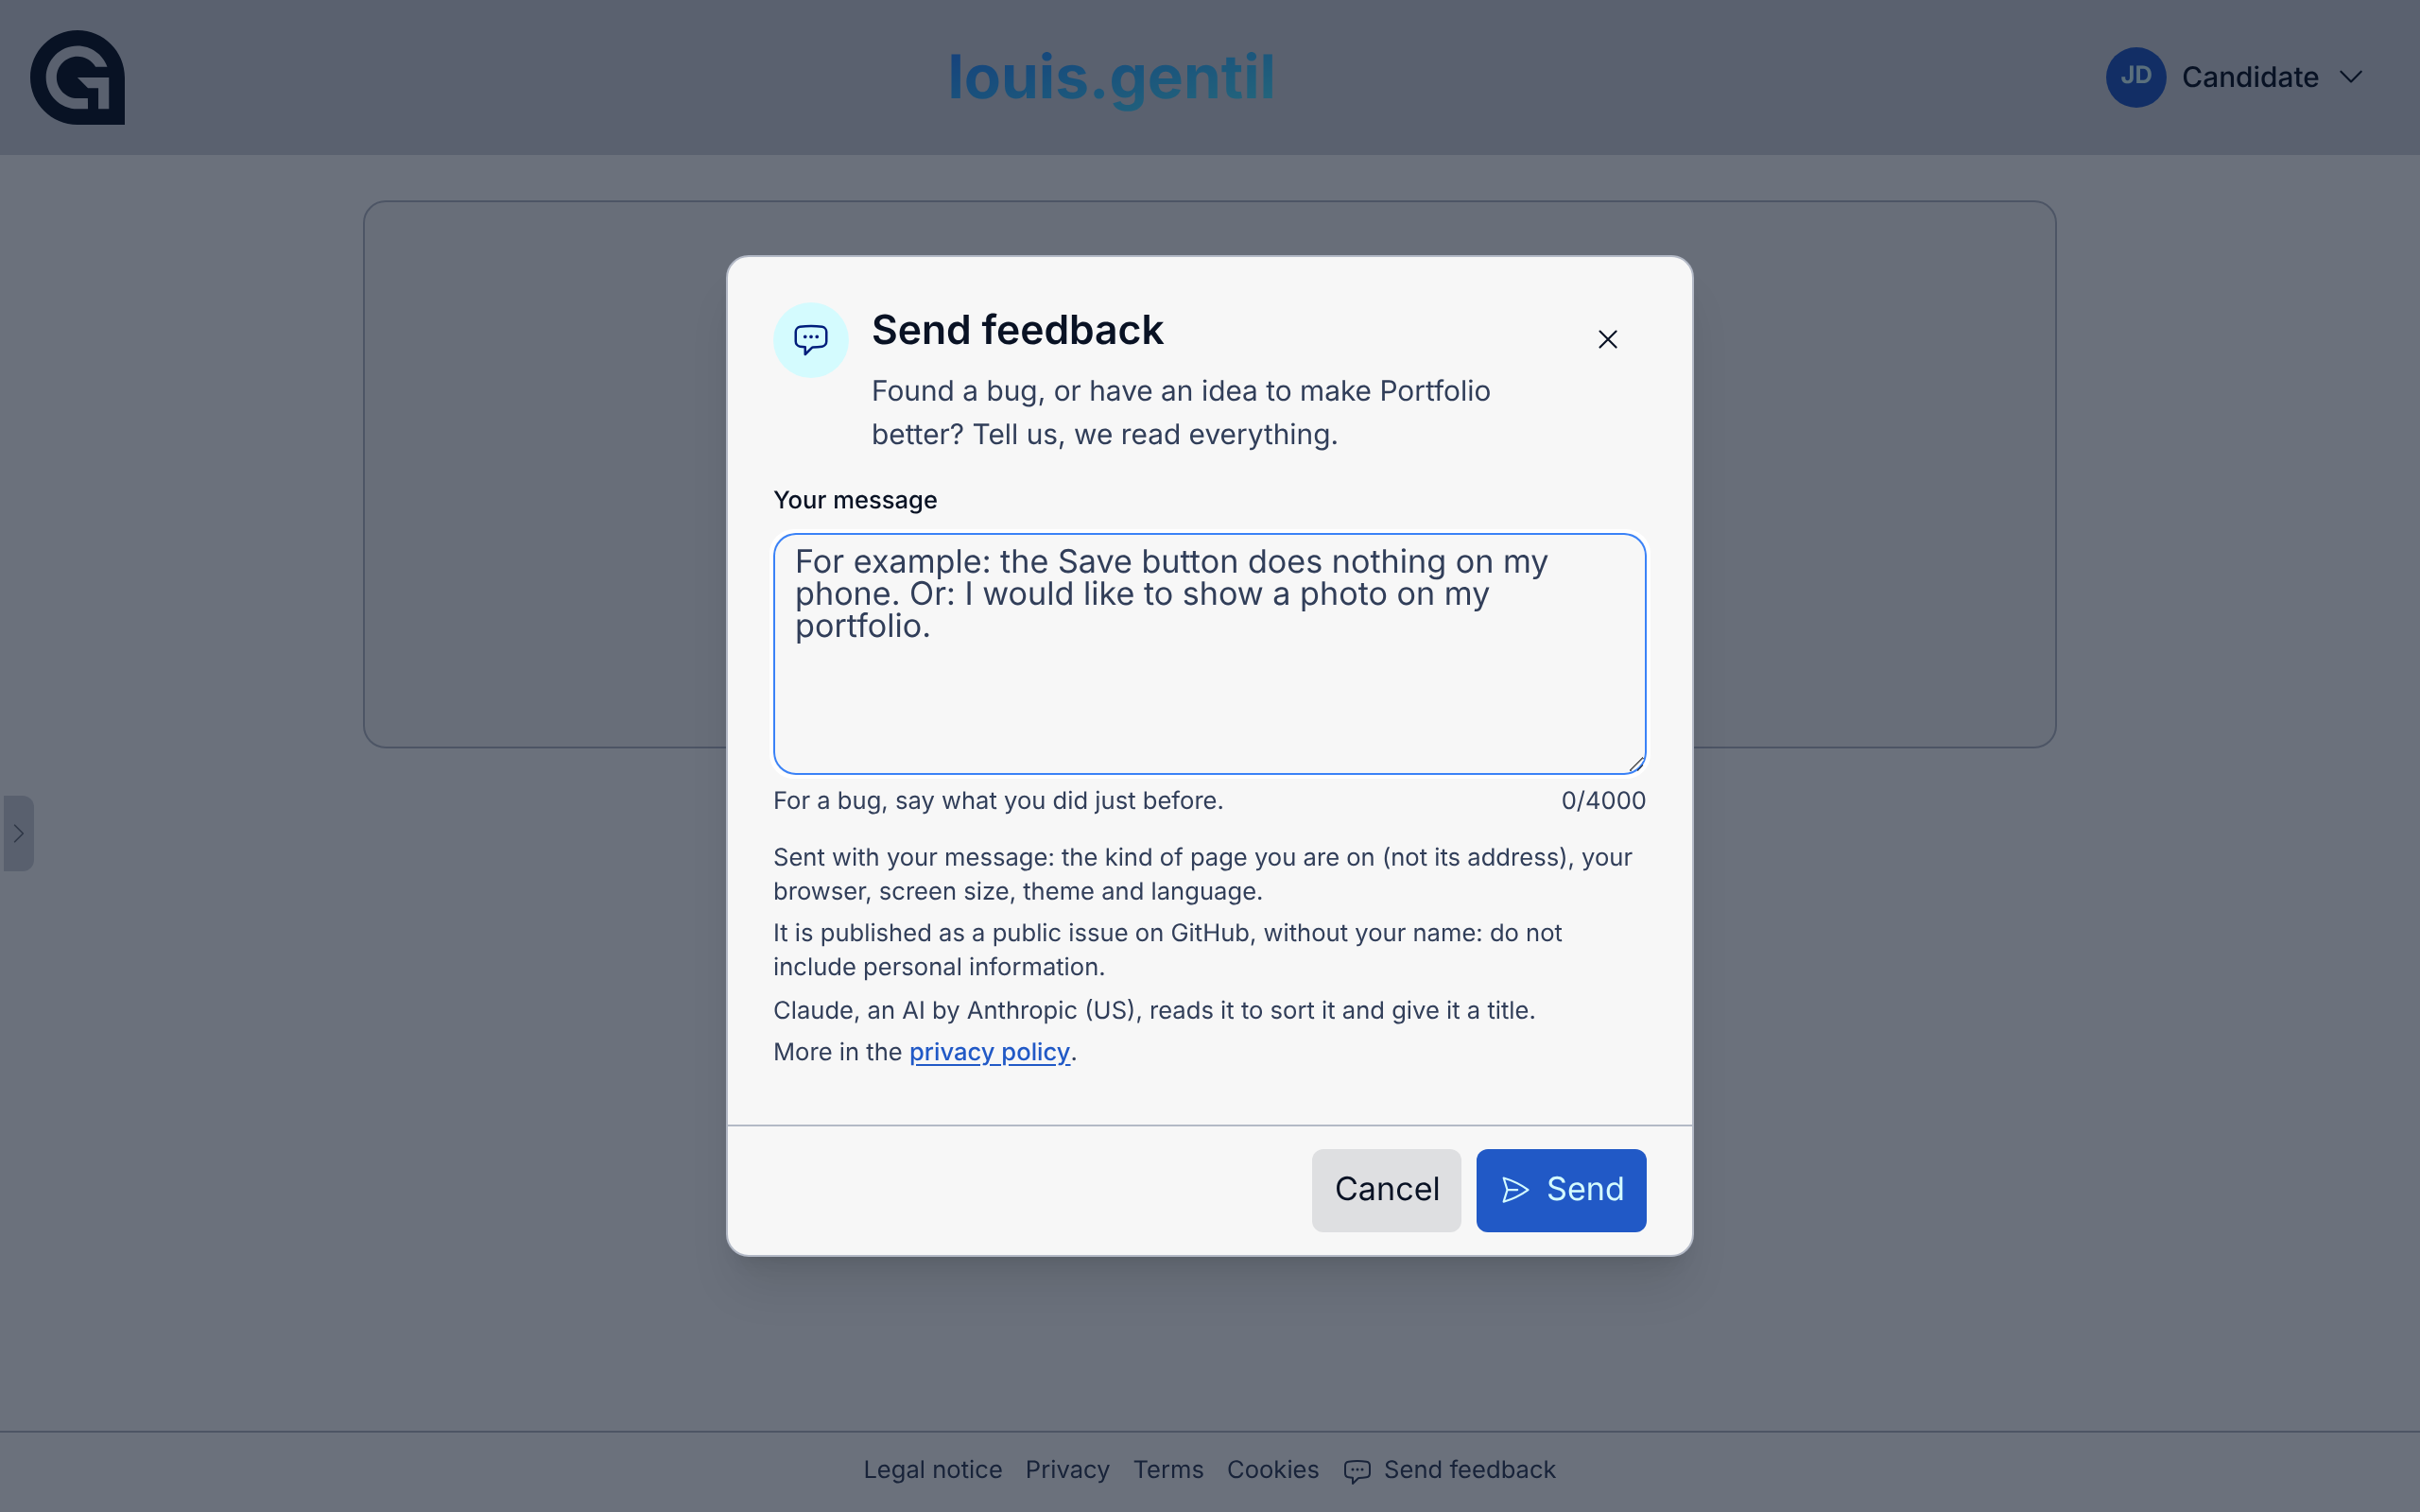 louis.gentil
JD Candidate
Send feedback
Found a bug, or have an idea to make Portfolio
better? Tell us, we read everything.
Your message
For example: the Save button does nothing on my
phone. Or: I would like to show a photo on my
portfolio.
For a bug, say what you did just before. 0/4000
Sent with your message: the kind of page you are on (not its address), your
browser, screen size, theme and language.
It is published as a public issue on GitHub, without your name: do not
include personal information.
Claude, an AI by Anthropic (US), reads it to sort it and give it a title.
More in the privacy policy.
Cancel Send
Legal notice Privacy Terms Cookies Send feedback